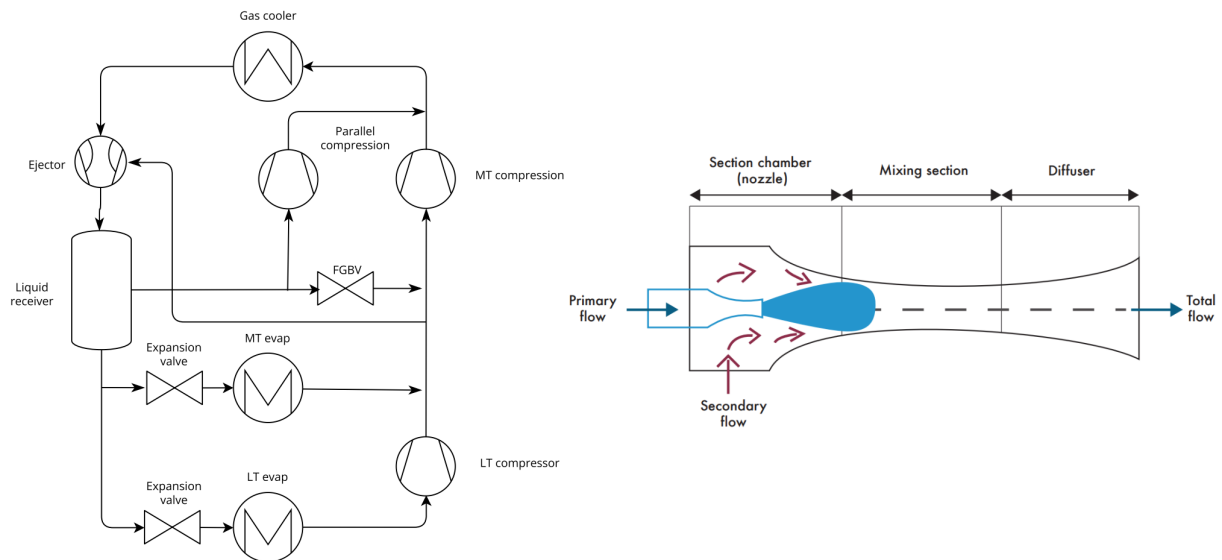 Gas cooler
Ejector
Parallel
compression
MT compression
Liquid
receiver
FGBV
Expansion
valve
MT evap
LT compressor
Expansion
valve
LT evap
Section chamber
(nozzle)
Mixing section
Diffuser
Primary
flow
Total
flow
Secondary
flow